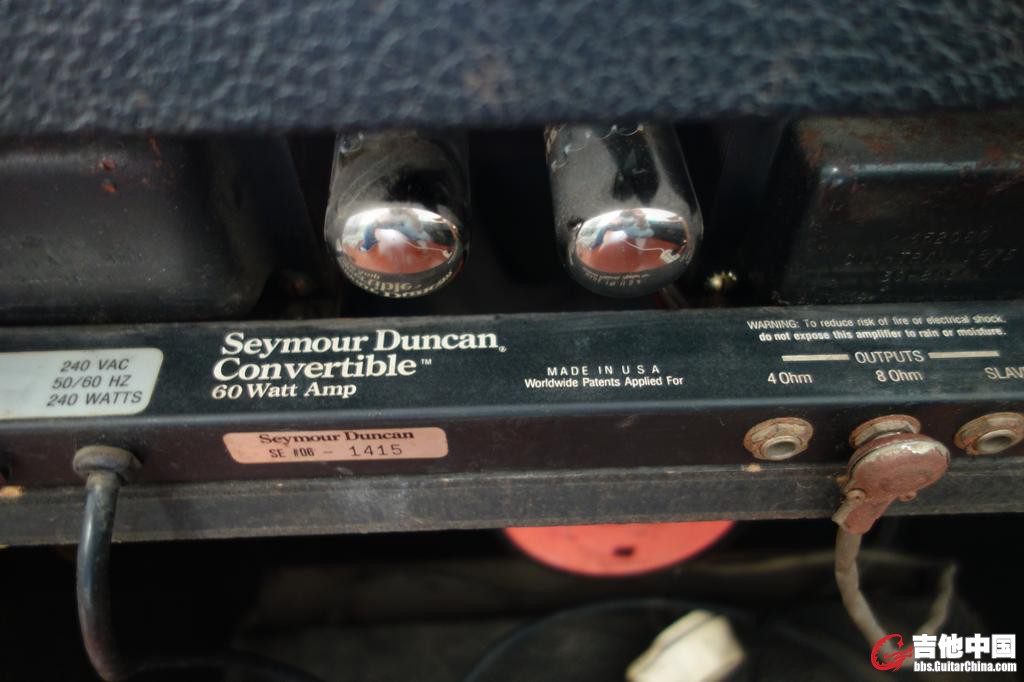 240 VAC
50/60 HZ
240 WATTS
Seymour Duncan®
Convertible™
60 Watt Amp
MADE IN U S A
Worldwide Patents Applied For
WARNING: To reduce risk of fire or electrical shock,
do not expose this amplifier to rain or moisture.
OUTPUTS
4 Ohm 8 Ohm
Seymour Duncan
SE #06 - 1415
吉他中国
bbs.GuitarChina.com